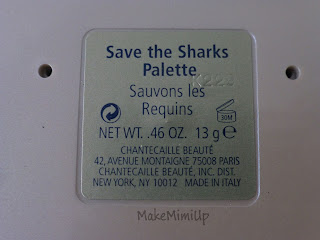 Save the Sharks
Palette
Sauvons les
Requins
30M
NET WT. .46 OZ. 13 g ℮
CHANTECAILLE BEAUTÉ
42, AVENUE MONTAIGNE 75008 PARIS
CHANTECAILLE BEAUTÉ, INC. DIST.
NEW YORK, NY 10012 MADE IN ITALY
MakeMimiUp